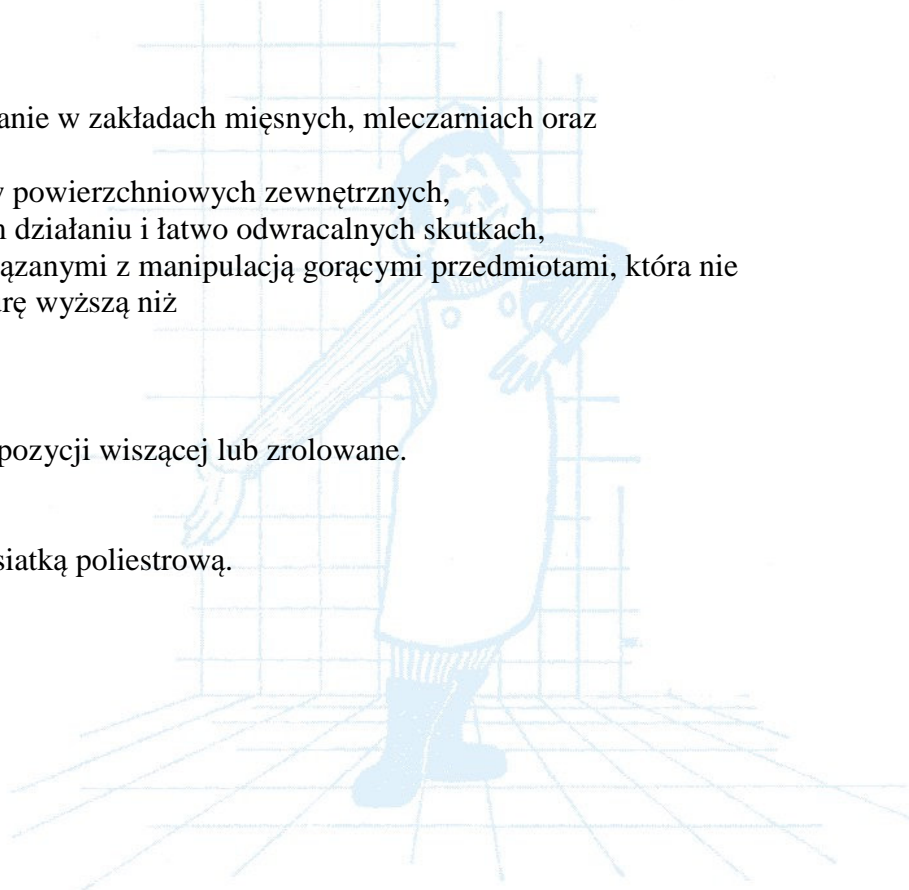 anie w zakładach mięsnych, mleczarniach oraz
powierzchniowych zewnętrznych,
działaniu i łatwo odwracalnych skutkach,
ązanymi z manipulacją gorącymi przedmiotami, która nie
rę wyższą niż
pozycji wiszącej lub zrolowane.
siatką poliestrową.